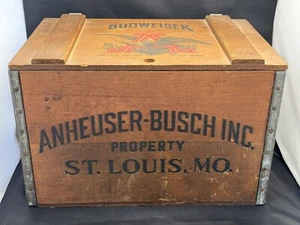 BUDWEISER
ANHEUSER-BUSCH INC.
PROPERTY
ST. LOUIS, MO.